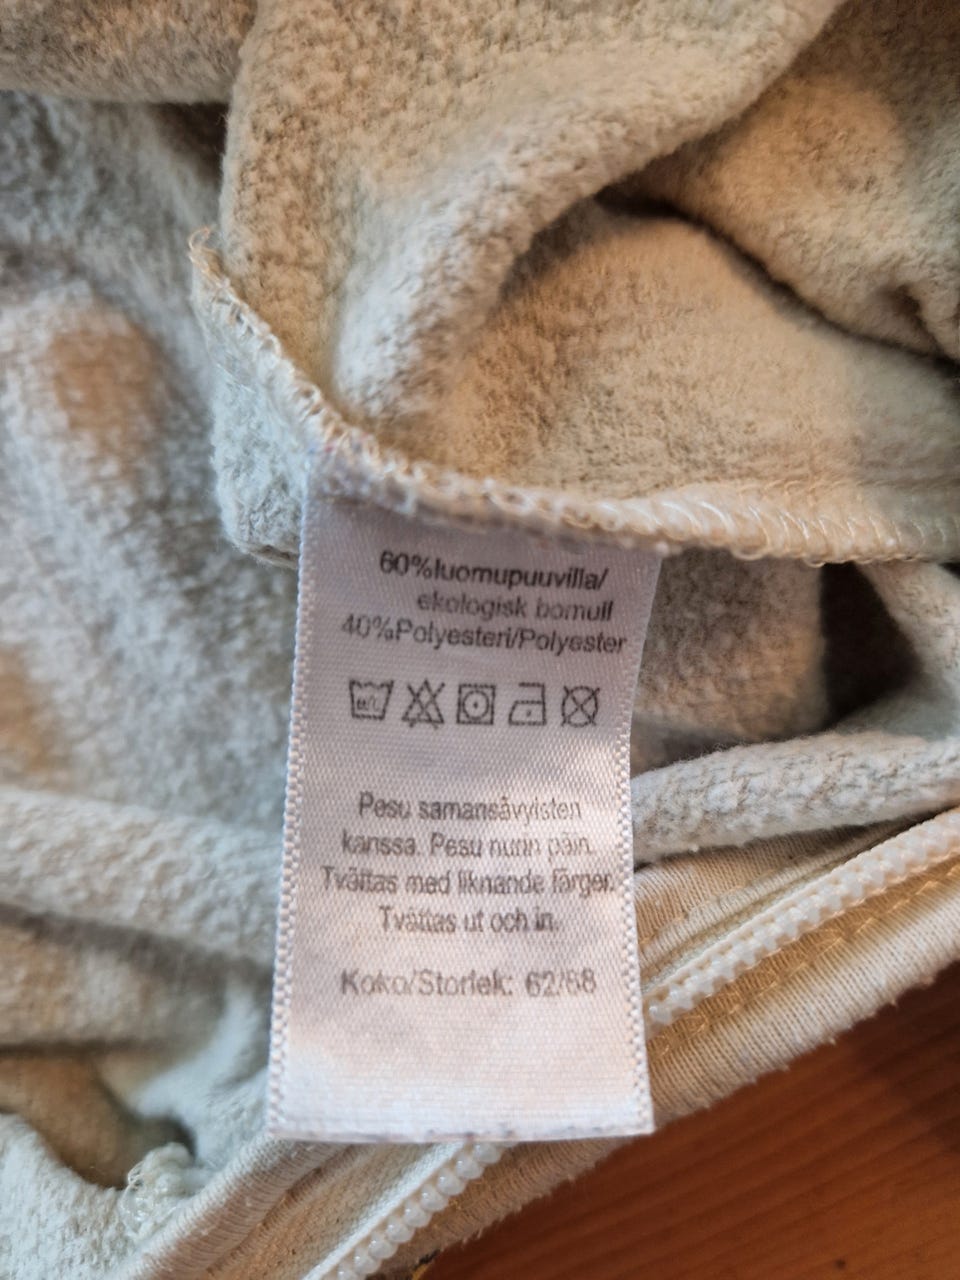 60%luomupuuvilla/
ekologisk bomull
40%Polyesteri/Polyester
Pesu samansävyisten
kanssa. Pesu nurin päin.
Tvättas med liknande färger.
Tvättas ut och in.
Koko/Storlek: 62/68